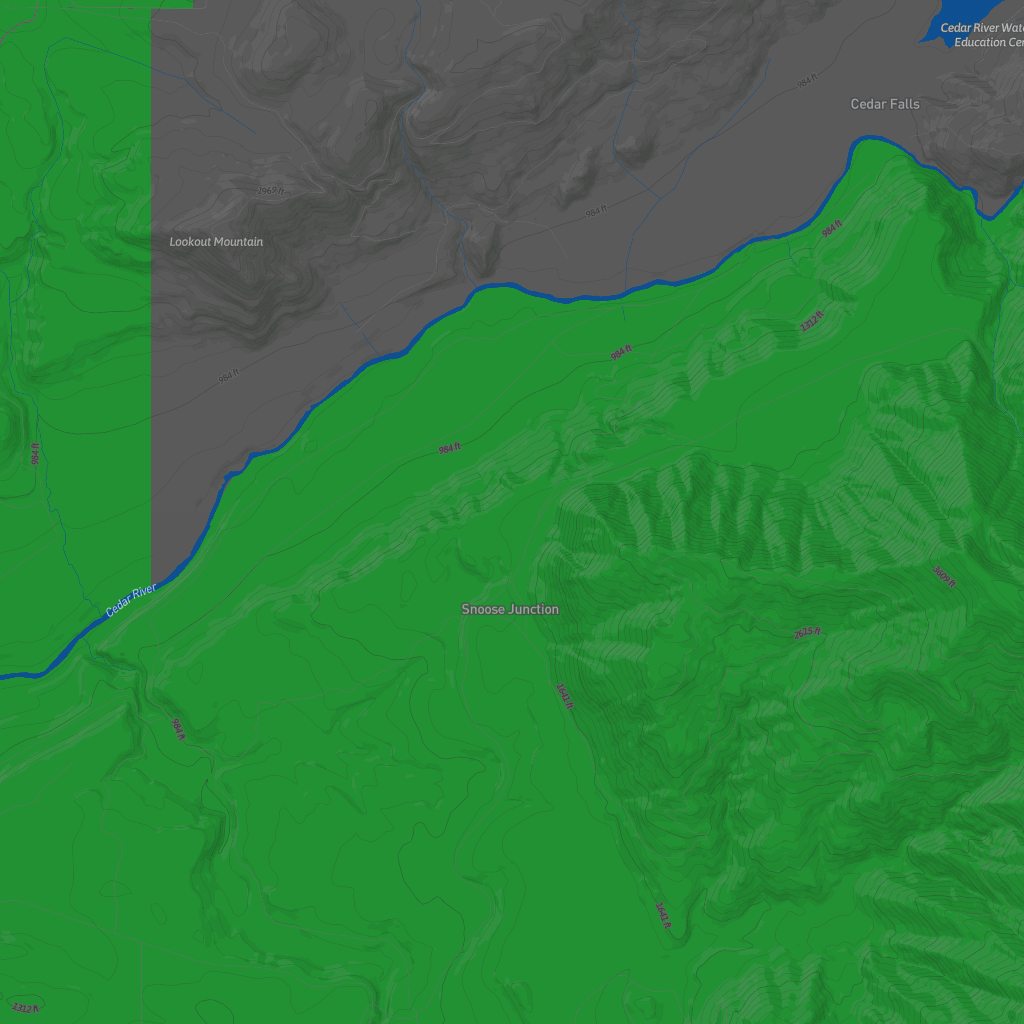 Cedar River Wate
Education Cen
984 ft
Cedar Falls
2969 ft
984 ft
984 ft
Lookout Mountain
1312 ft
984 ft
984 ft
984 ft
984 ft
3609 ft
Cedar River
Snoose Junction
2625 ft
1641 ft
984 ft
1641 ft
1312 ft